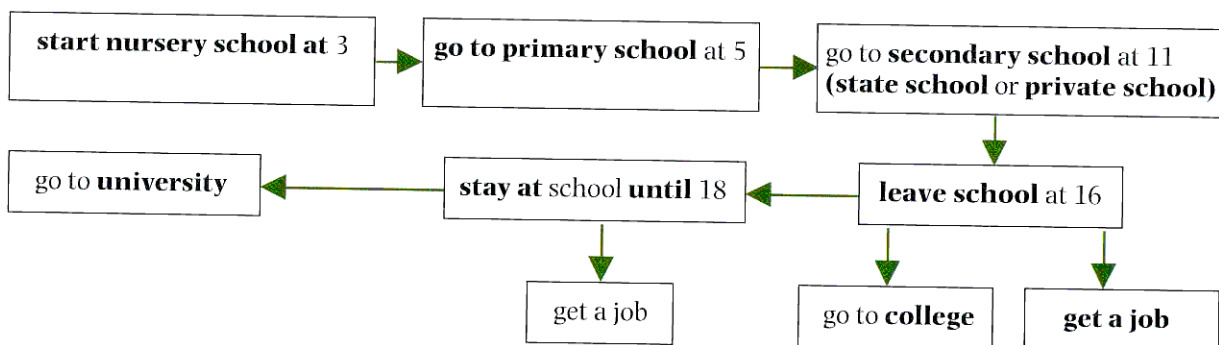 start nursery school at 3
go to primary school at 5
go to secondary school at 11
(state school or private school)
go to university
stay at school until 18
leave school at 16
get a job
go to college
get a job